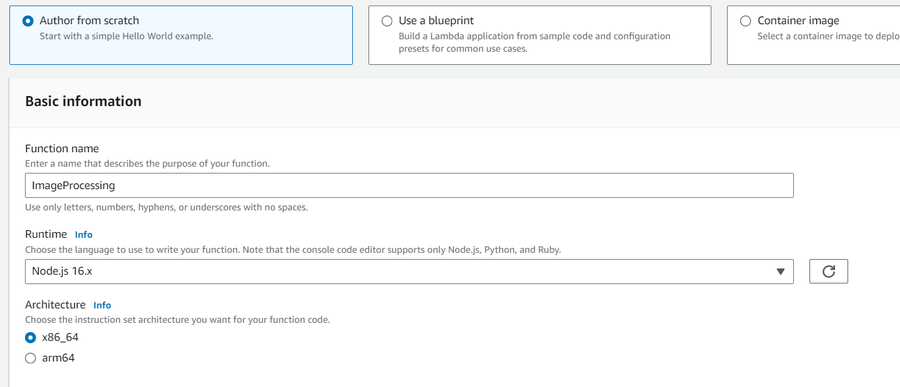 Author from scratch
Start with a simple Hello World example.
Use a blueprint
Build a Lambda application from sample code and configuration
presets for common use cases.
Container image
Select a container image to deplo
Basic information
Function name
Enter a name that describes the purpose of your function.
ImageProcessing
Use only letters, numbers, hyphens, or underscores with no spaces.
Runtime Info
Choose the language to use to write your function. Note that the console code editor supports only Node.js, Python, and Ruby.
Node.js 16.x
Architecture Info
Choose the instruction set architecture you want for your function code.
x86_64
arm64